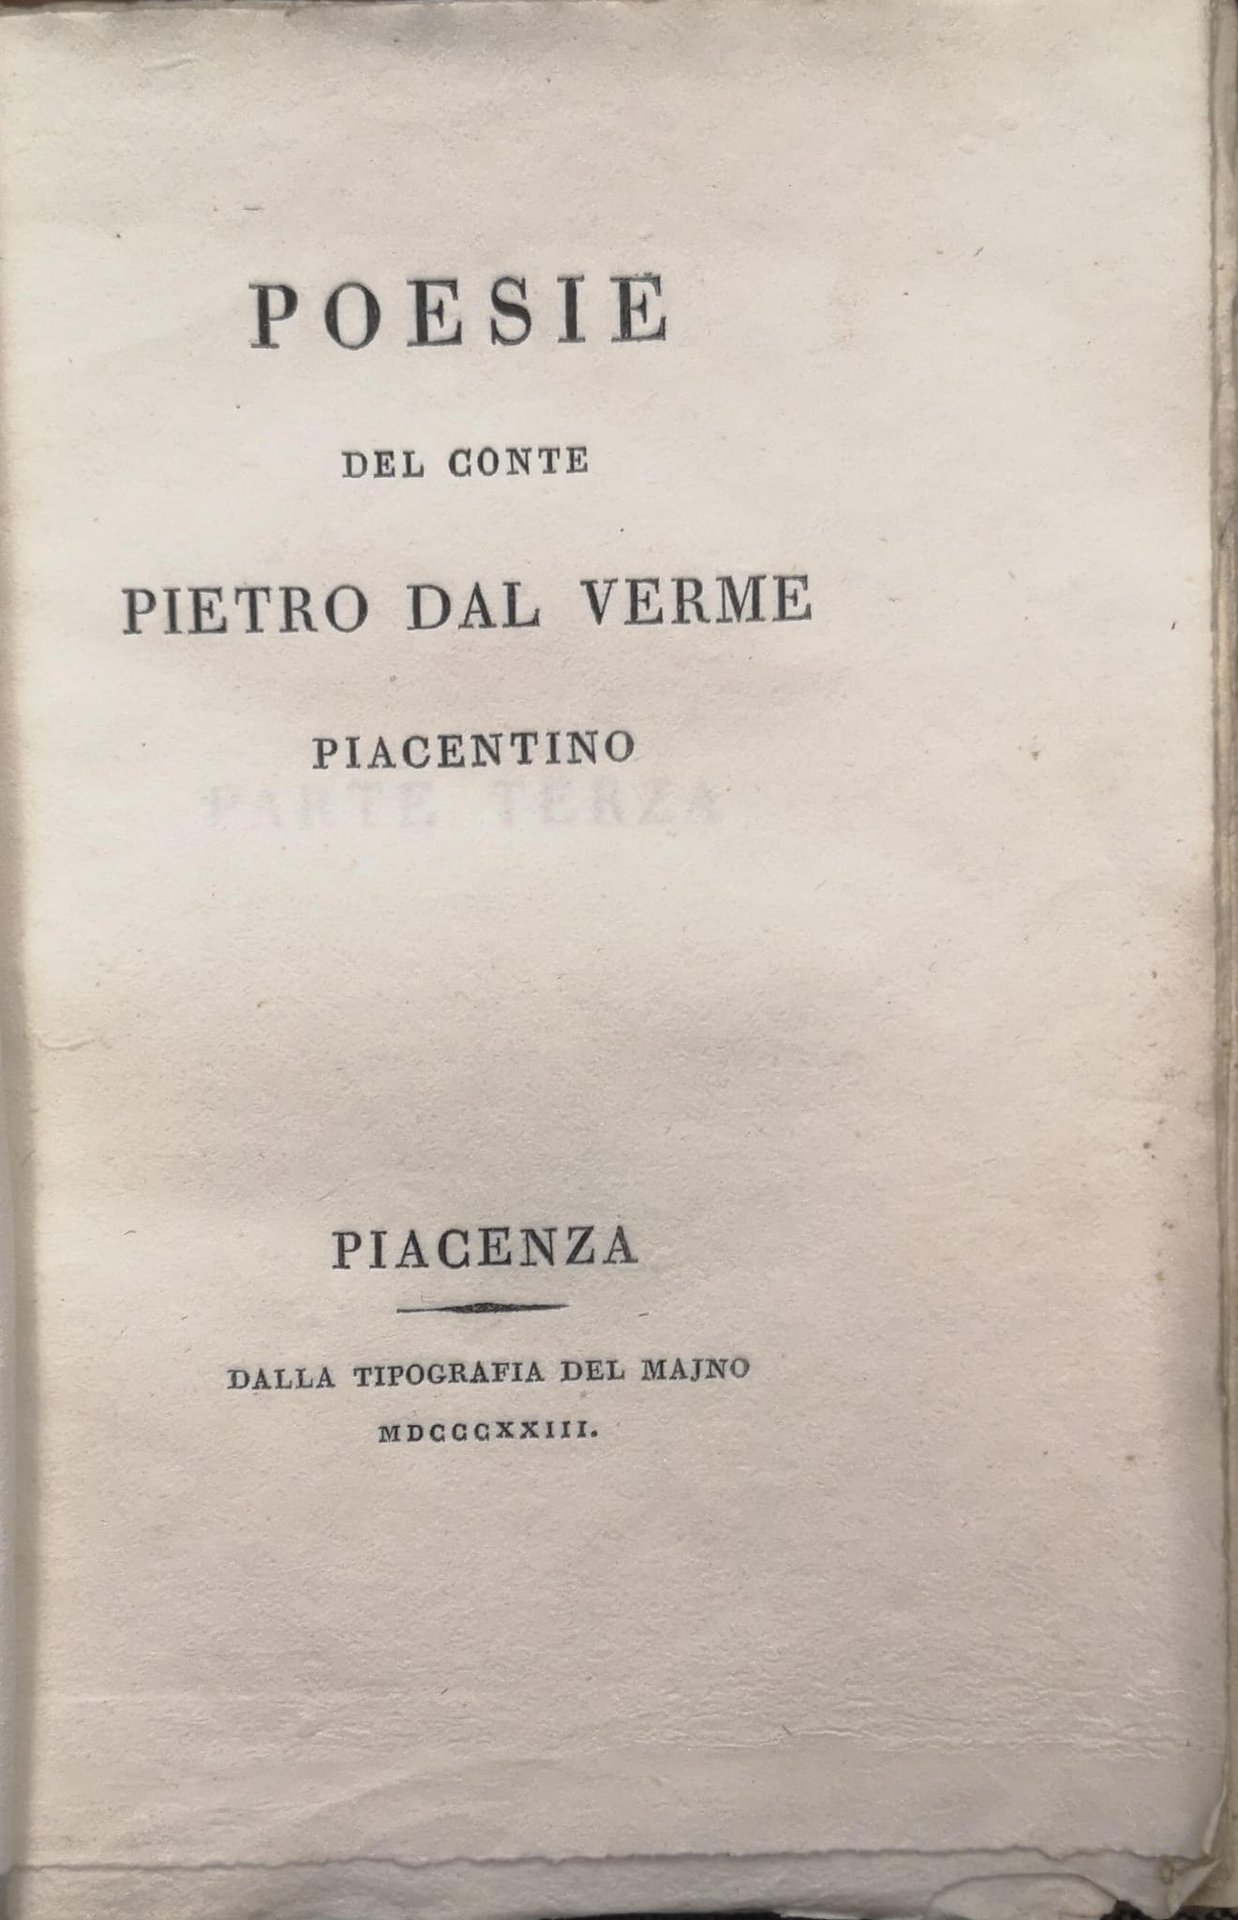 POESIE
DEL CONTE
PIETRO DAL VERME
PIACENTINO
PARTE TERZA
PIACENZA
DALLA TIPOGRAFIA DEL MAJNO
MDCCCXXIII.